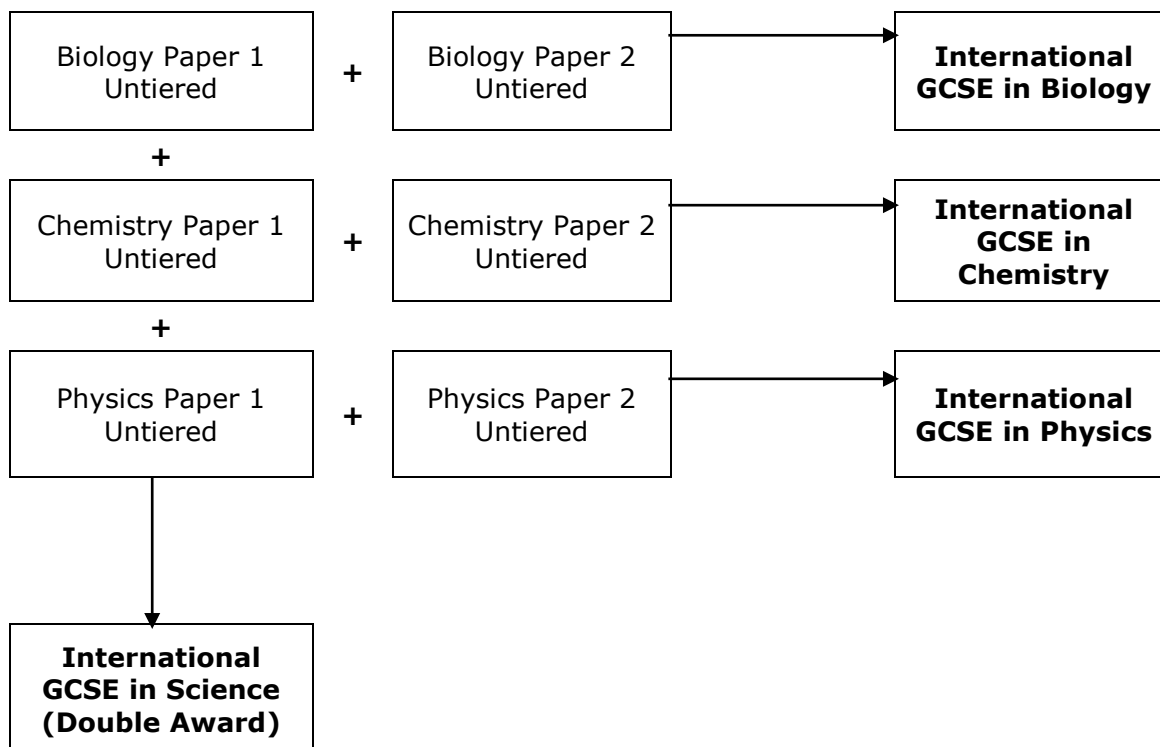 Biology Paper 1
Untiered
+
Biology Paper 2
Untiered
International
GCSE in Biology
+
Chemistry Paper 1
Untiered
+
Chemistry Paper 2
Untiered
International
GCSE in
Chemistry
+
Physics Paper 1
Untiered
+
Physics Paper 2
Untiered
International
GCSE in Physics
International
GCSE in Science
(Double Award)